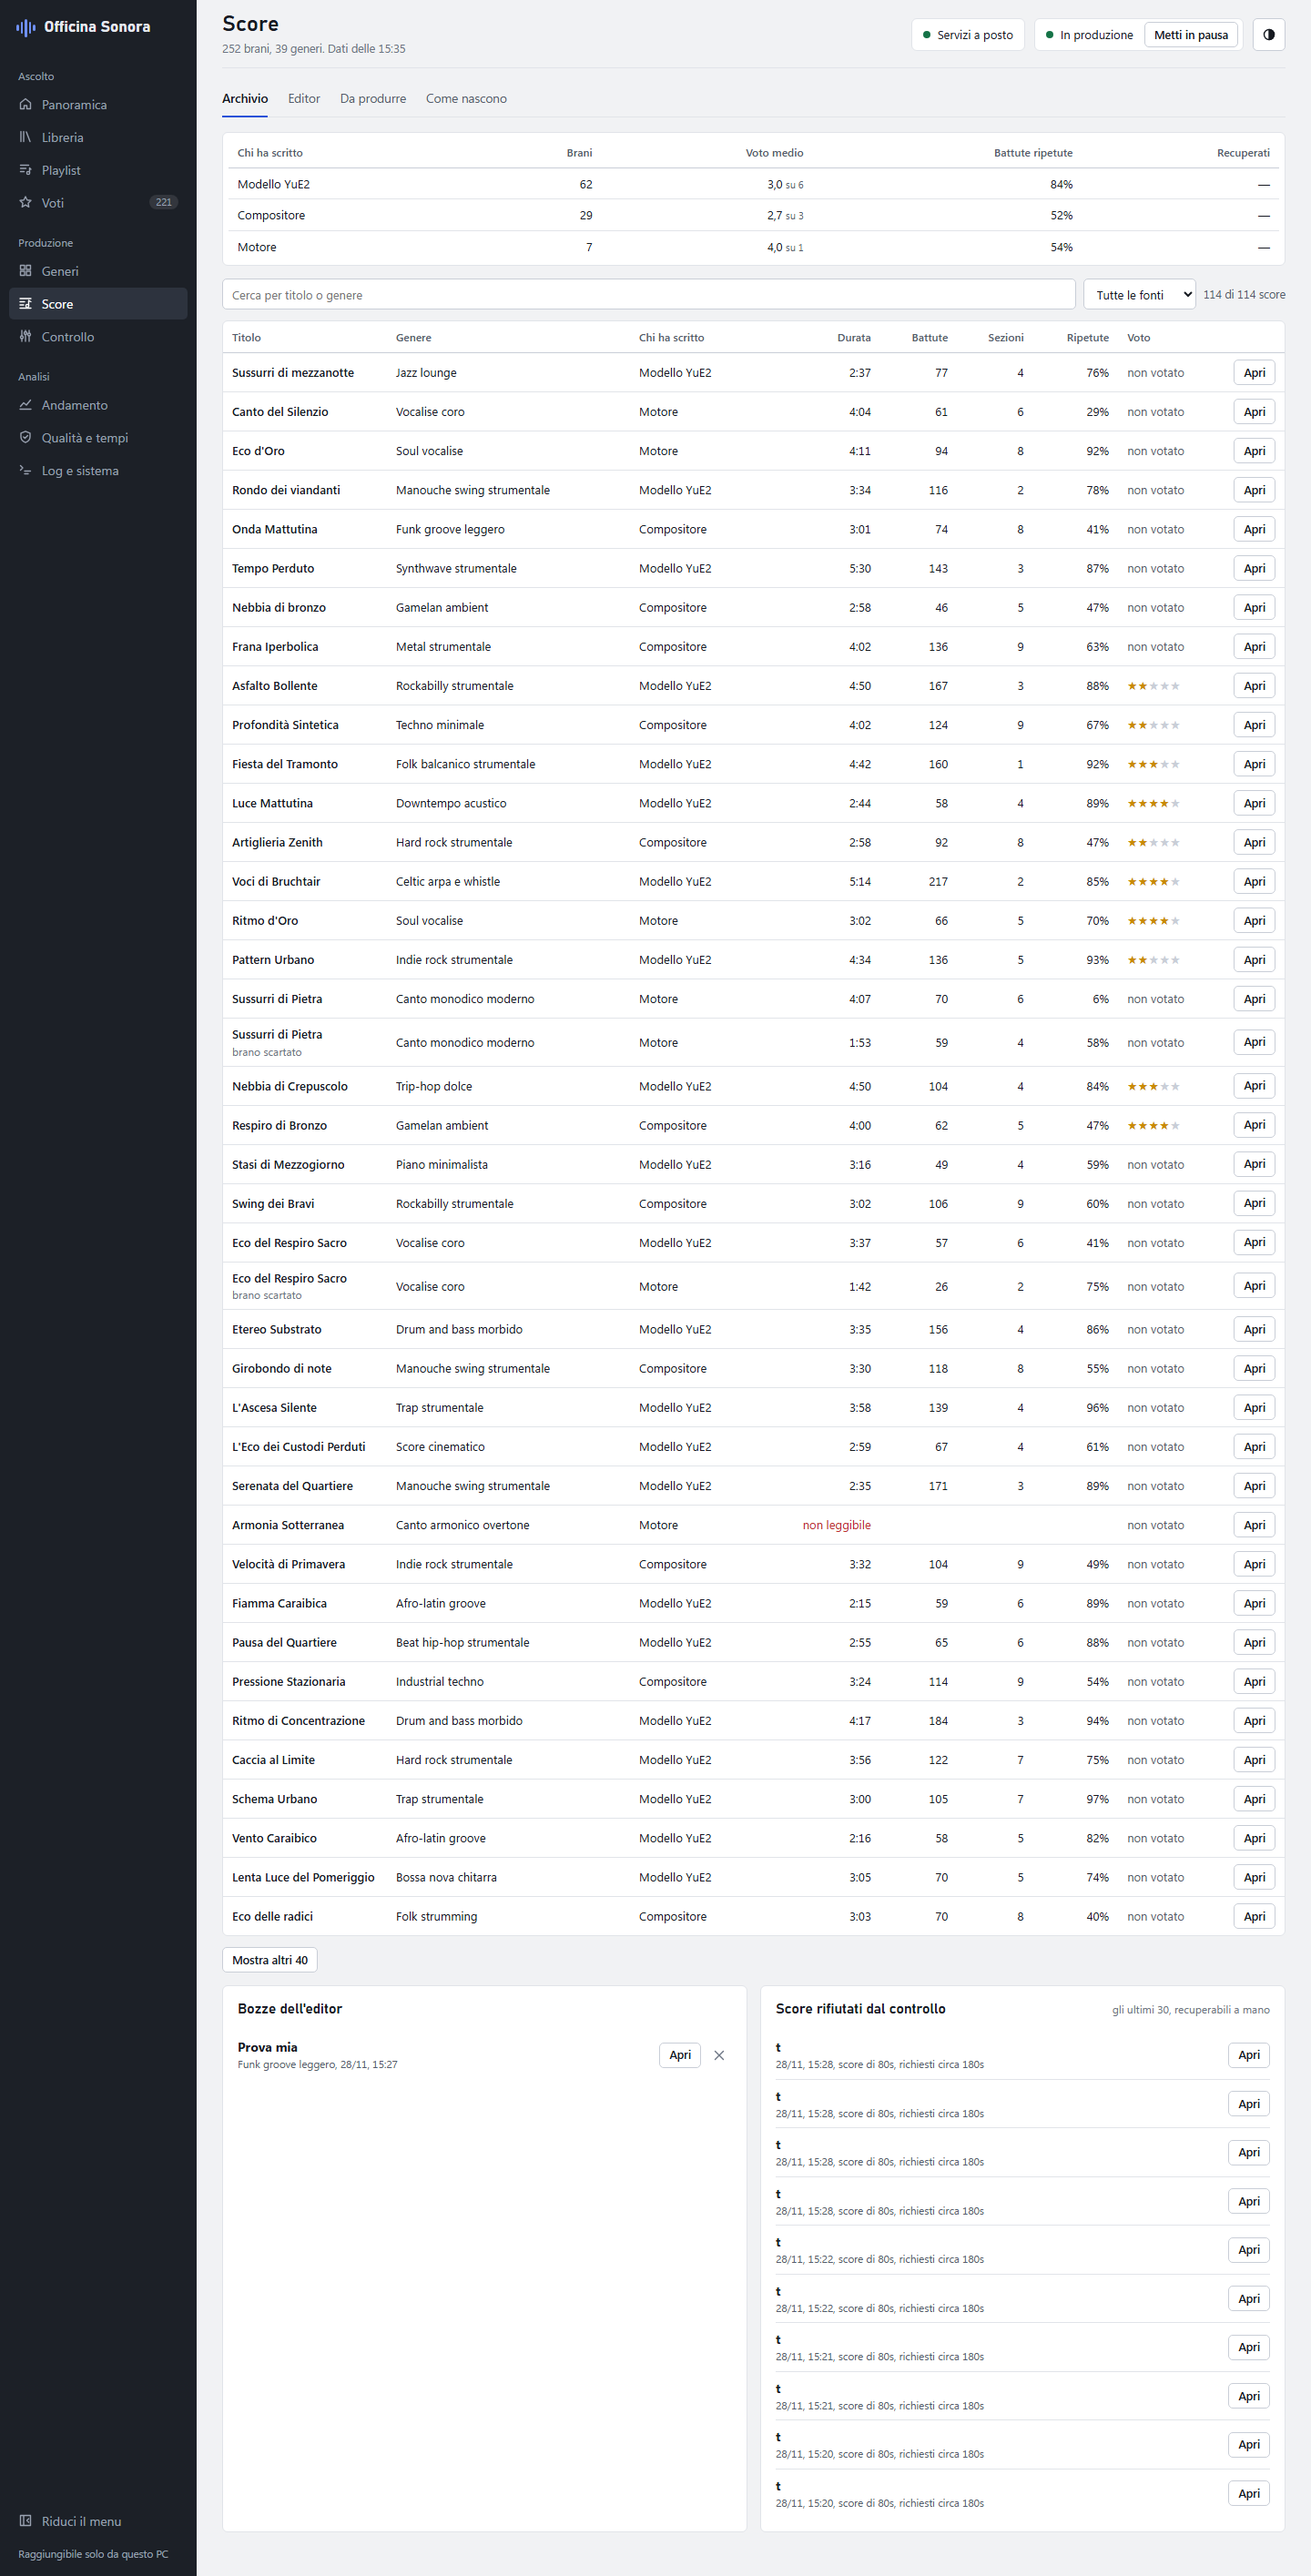 Officina Sonora
Ascolto
Panoramica
Libreria
Playlist
Voti 221
Produzione
Generi
Score
Controllo
Analisi
Andamento
Qualità e tempi
Log e sistema
Riduci il menu
Raggiungibile solo da questo PC
Score
252 brani, 39 generi. Dati delle 15:35
Servizi a posto
In produzione Metti in pausa
Archivio Editor Da produrre Come nascono
Chi ha scritto Brani Voto medio Battute ripetute Recuperati
Modello YuE2 62 3,0 su 6 84% —
Compositore 29 2,7 su 3 52% —
Motore 7 4,0 su 1 54% —
Cerca per titolo o genere Tutte le fonti 114 di 114 score
Titolo Genere Chi ha scritto Durata Battute Sezioni Ripetute Voto
Sussurri di mezzanotte Jazz lounge Modello YuE2 2:37 77 4 76% non votato Apri
Canto del Silenzio Vocalise coro Motore 4:04 61 6 29% non votato Apri
Eco d'Oro Soul vocalise Motore 4:11 94 8 92% non votato Apri
Rondo dei viandanti Manouche swing strumentale Modello YuE2 3:34 116 2 78% non votato Apri
Onda Mattutina Funk groove leggero Compositore 3:01 74 8 41% non votato Apri
Tempo Perduto Synthwave strumentale Modello YuE2 5:30 143 3 87% non votato Apri
Nebbia di bronzo Gamelan ambient Compositore 2:58 46 5 47% non votato Apri
Frana Iperbolica Metal strumentale Compositore 4:02 136 9 63% non votato Apri
Asfalto Bollente Rockabilly strumentale Modello YuE2 4:50 167 3 88% ★★★★★ Apri
Profondità Sintetica Techno minimale Compositore 4:02 124 9 67% ★★★★★ Apri
Fiesta del Tramonto Folk balcanico strumentale Modello YuE2 4:42 160 1 92% ★★★★★ Apri
Luce Mattutina Downtempo acustico Modello YuE2 2:44 58 4 89% ★★★★★ Apri
Artiglieria Zenith Hard rock strumentale Compositore 2:58 92 8 47% ★★★★★ Apri
Voci di Bruchtair Celtic arpa e whistle Modello YuE2 5:14 217 2 85% ★★★★★ Apri
Ritmo d'Oro Soul vocalise Motore 3:02 66 5 70% ★★★★★ Apri
Pattern Urbano Indie rock strumentale Modello YuE2 4:34 136 5 93% ★★★★★ Apri
Sussurri di Pietra Canto monodico moderno Motore 4:07 70 6 6% non votato Apri
Sussurri di Pietra
brano scartato Canto monodico moderno Motore 1:53 59 4 58% non votato Apri
Nebbia di Crepuscolo Trip-hop dolce Modello YuE2 4:50 104 4 84% ★★★★★ Apri
Respiro di Bronzo Gamelan ambient Compositore 4:00 62 5 47% ★★★★★ Apri
Stasi di Mezzogiorno Piano minimalista Modello YuE2 3:16 49 4 59% non votato Apri
Swing dei Bravi Rockabilly strumentale Compositore 3:02 106 9 60% non votato Apri
Eco del Respiro Sacro Vocalise coro Modello YuE2 3:37 57 6 41% non votato Apri
Eco del Respiro Sacro
brano scartato Vocalise coro Motore 1:42 26 2 75% non votato Apri
Etereo Substrato Drum and bass morbido Modello YuE2 3:35 156 4 86% non votato Apri
Girobondo di note Manouche swing strumentale Compositore 3:30 118 8 55% non votato Apri
L'Ascesa Silente Trap strumentale Modello YuE2 3:58 139 4 96% non votato Apri
L'Eco dei Custodi Perduti Score cinematico Modello YuE2 2:59 67 4 61% non votato Apri
Serenata del Quartiere Manouche swing strumentale Modello YuE2 2:35 171 3 89% non votato Apri
Armonia Sotterranea Canto armonico overtone Motore non leggibile non votato Apri
Velocità di Primavera Indie rock strumentale Compositore 3:32 104 9 49% non votato Apri
Fiamma Caraibica Afro-latin groove Modello YuE2 2:15 59 6 89% non votato Apri
Pausa del Quartiere Beat hip-hop strumentale Modello YuE2 2:55 65 6 88% non votato Apri
Pressione Stazionaria Industrial techno Compositore 3:24 114 9 54% non votato Apri
Ritmo di Concentrazione Drum and bass morbido Modello YuE2 4:17 184 3 94% non votato Apri
Caccia al Limite Hard rock strumentale Modello YuE2 3:56 122 7 75% non votato Apri
Schema Urbano Trap strumentale Modello YuE2 3:00 105 7 97% non votato Apri
Vento Caraibico Afro-latin groove Modello YuE2 2:16 58 5 82% non votato Apri
Lenta Luce del Pomeriggio Bossa nova chitarra Modello YuE2 3:05 70 5 74% non votato Apri
Eco delle radici Folk strumming Compositore 3:03 70 8 40% non votato Apri
Mostra altri 40
Bozze dell'editor
Prova mia Apri
Funk groove leggero, 28/11, 15:27
Score rifiutati dal controllo gli ultimi 30, recuperabili a mano
t Apri
28/11, 15:28, score di 80s, richiesti circa 180s
t Apri
28/11, 15:28, score di 80s, richiesti circa 180s
t Apri
28/11, 15:28, score di 80s, richiesti circa 180s
t Apri
28/11, 15:28, score di 80s, richiesti circa 180s
t Apri
28/11, 15:22, score di 80s, richiesti circa 180s
t Apri
28/11, 15:22, score di 80s, richiesti circa 180s
t Apri
28/11, 15:21, score di 80s, richiesti circa 180s
t Apri
28/11, 15:21, score di 80s, richiesti circa 180s
t Apri
28/11, 15:20, score di 80s, richiesti circa 180s
t Apri
28/11, 15:20, score di 80s, richiesti circa 180s